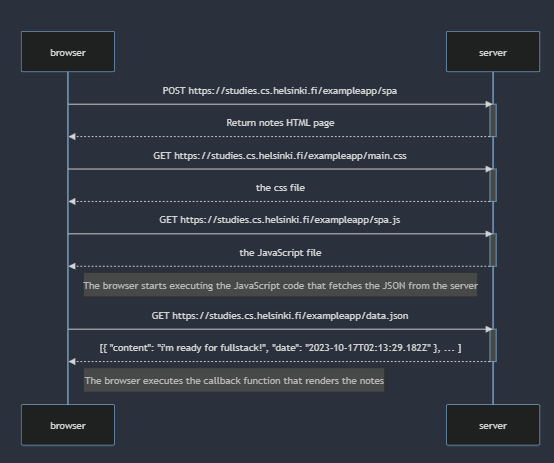 browser server
POST https://studies.cs.helsinki.fi/exampleapp/spa
Return notes HTML page
GET https://studies.cs.helsinki.fi/exampleapp/main.css
the css file
GET https://studies.cs.helsinki.fi/exampleapp/spa.js
the JavaScript file
The browser starts executing the JavaScript code that fetches the JSON from the server
GET https://studies.cs.helsinki.fi/exampleapp/data.json
[{ "content": "i'm ready for fullstack!", "date": "2023-10-17T02:13:29.182Z" }, ... ]
The browser executes the callback function that renders the notes
browser server